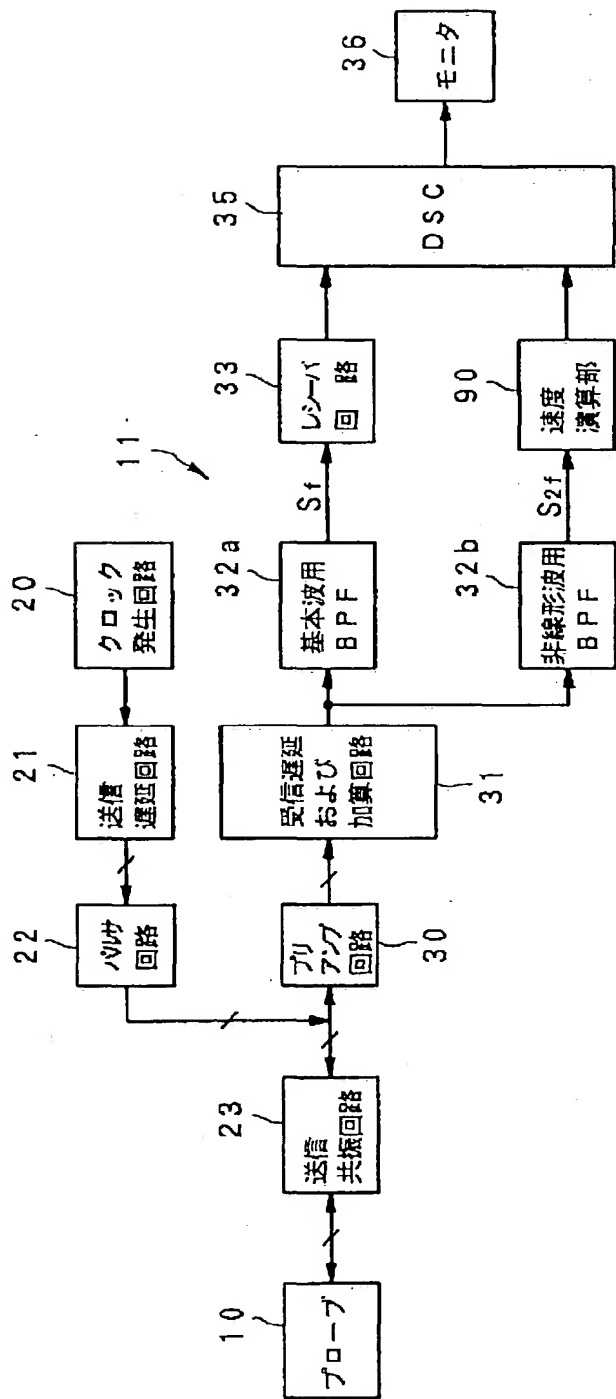 11
20
クロック
発生回路
21
送信
遅延回路
22
パルサ
回路
10
プローブ
23
送信
共振回路
30
プリ
アンプ
回路
31
受信遅延
および
加算回路
32a
基本波用
BPF
Sf
33
レシーバ
回路
32b
非線形波用
BPF
S2f
90
速度
演算部
35
DSC
36
モニタ